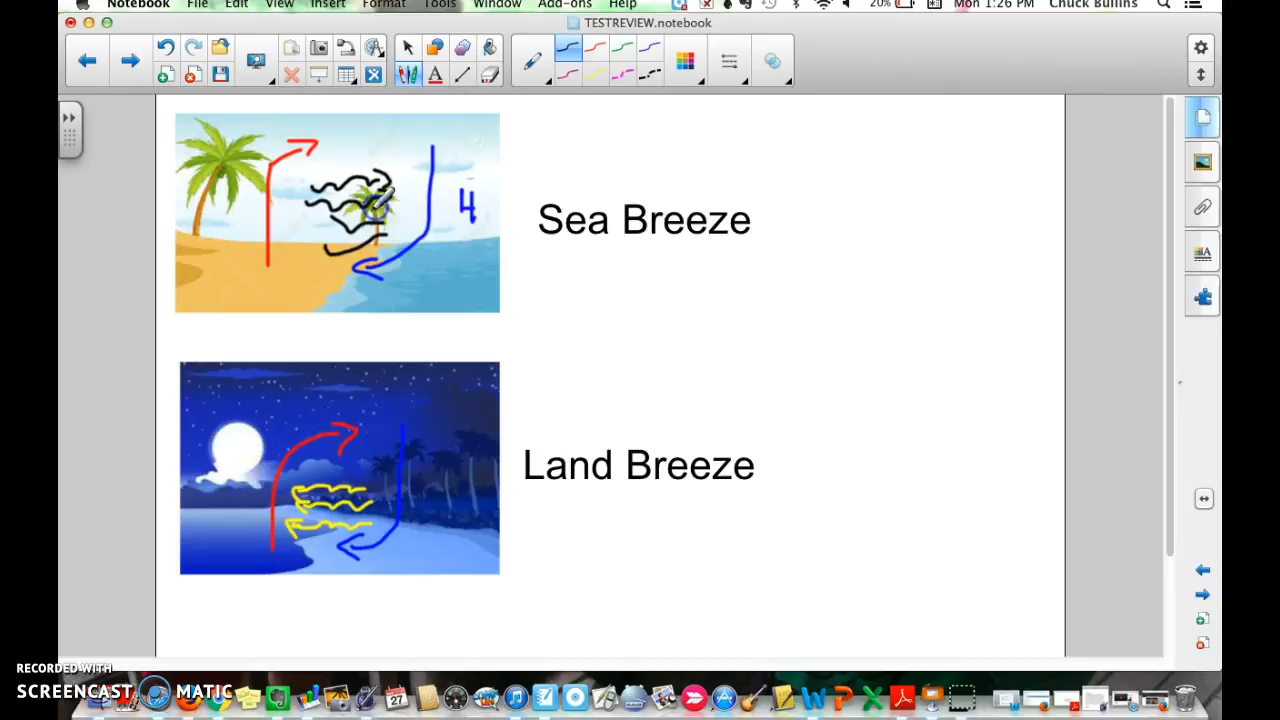 Notebook File Edit View Insert Format Tools Window Add-ons Help 20% Mon 1:26 PM Chuck Bullins
TESTREVIEW.notebook
4
Sea Breeze
Land Breeze
RECORDED WITH
SCREENCAST MATIC